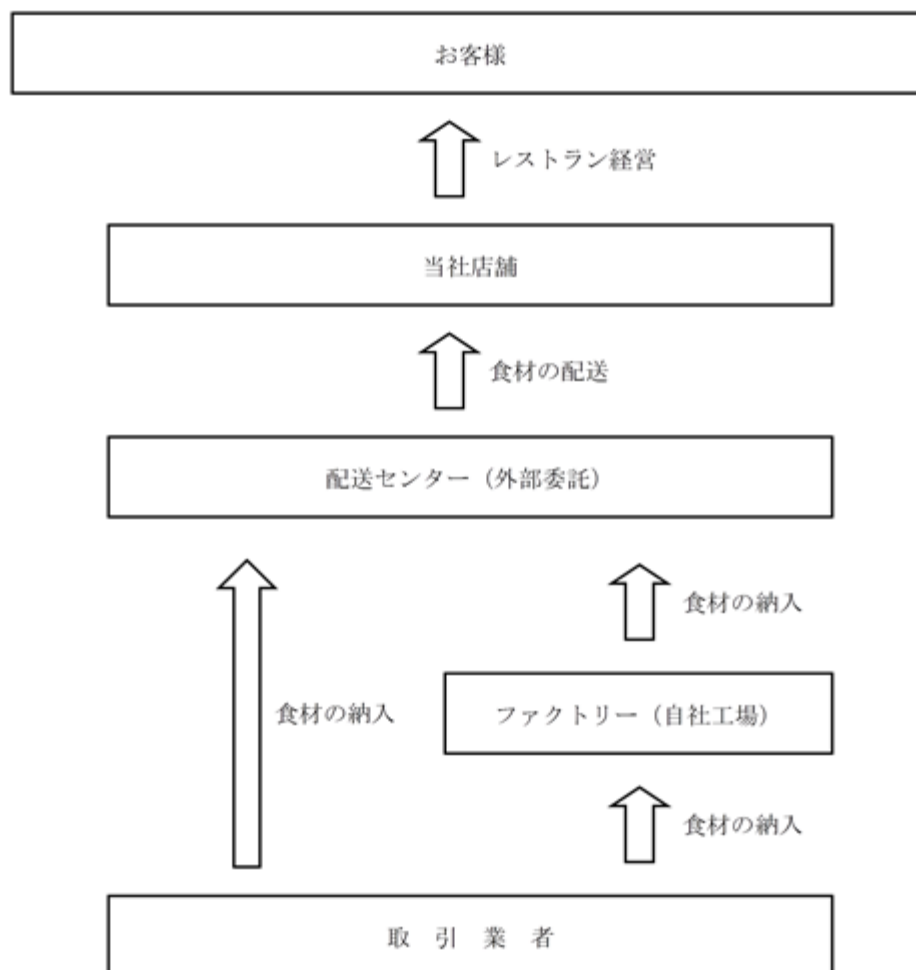 お客様
レストラン経営
当社店舗
食材の配送
配送センター（外部委託）
食材の納入
食材の納入
ファクトリー（自社工場）
食材の納入
取 引 業 者